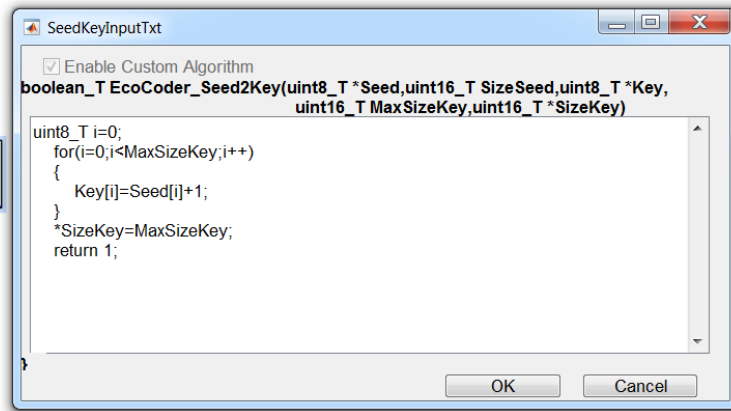 SeedKeyInputTxt
Enable Custom Algorithm
boolean_T EcoCoder_Seed2Key(uint8_T *Seed,uint16_T SizeSeed,uint8_T *Key,
uint16_T MaxSizeKey,uint16_T *SizeKey)
uint8_T i=0;
for(i=0;i<MaxSizeKey;i++)
{
Key[i]=Seed[i]+1;
}
*SizeKey=MaxSizeKey;
return 1;
}
OK Cancel